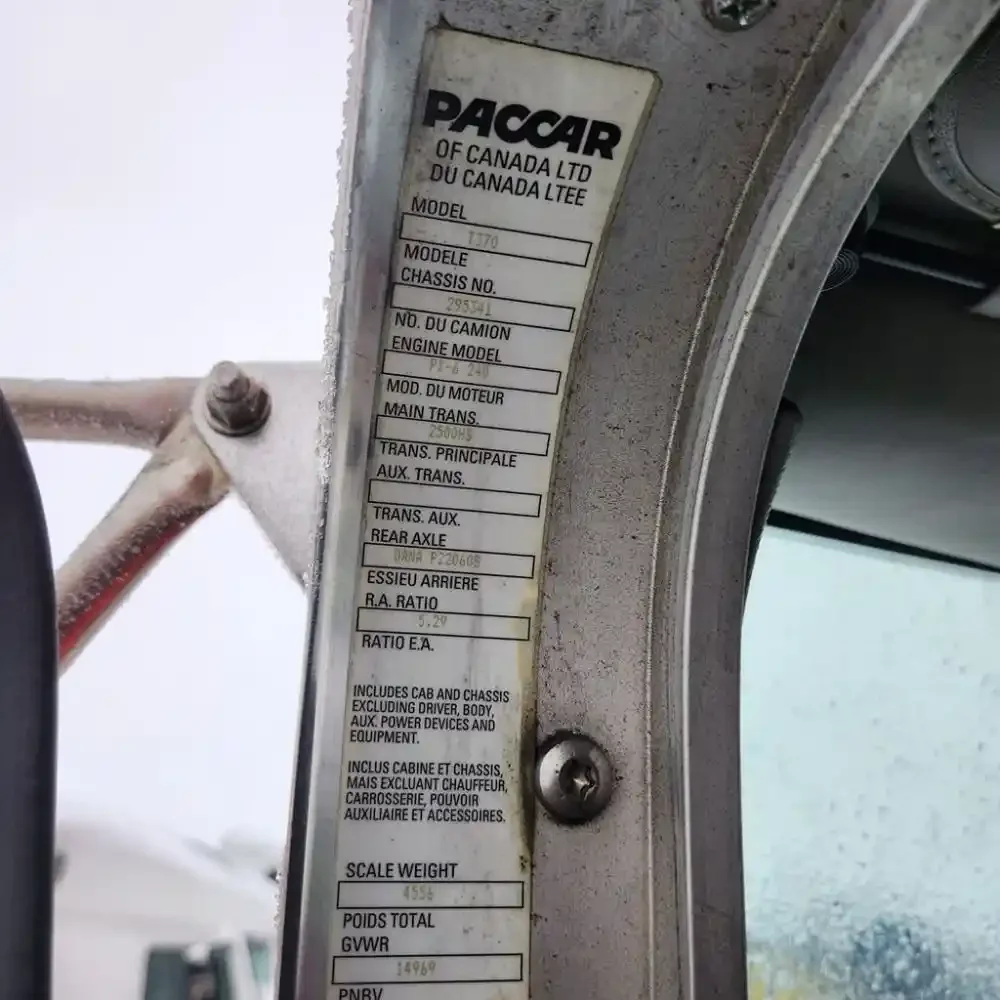 PACCAR
OF CANADA LTD
DU CANADA LTEE
MODEL
T370
MODELE
CHASSIS NO.
295341
NO. DU CAMION
ENGINE MODEL
PX-6 240
MOD. DU MOTEUR
MAIN TRANS.
2500HS
TRANS. PRINCIPALE
AUX. TRANS.
TRANS. AUX.
REAR AXLE
DANA P22060S
ESSIEU ARRIERE
R.A. RATIO
5.29
RATIO E.A.
INCLUDES CAB AND CHASSIS
EXCLUDING DRIVER, BODY,
AUX. POWER DEVICES AND
EQUIPMENT.
INCLUS CABINE ET CHASSIS,
MAIS EXCLUANT CHAUFFEUR,
CARROSSERIE, POUVOIR
AUXILIAIRE ET ACCESSOIRES.
SCALE WEIGHT
4556
POIDS TOTAL
GVWR
14969
PNBV